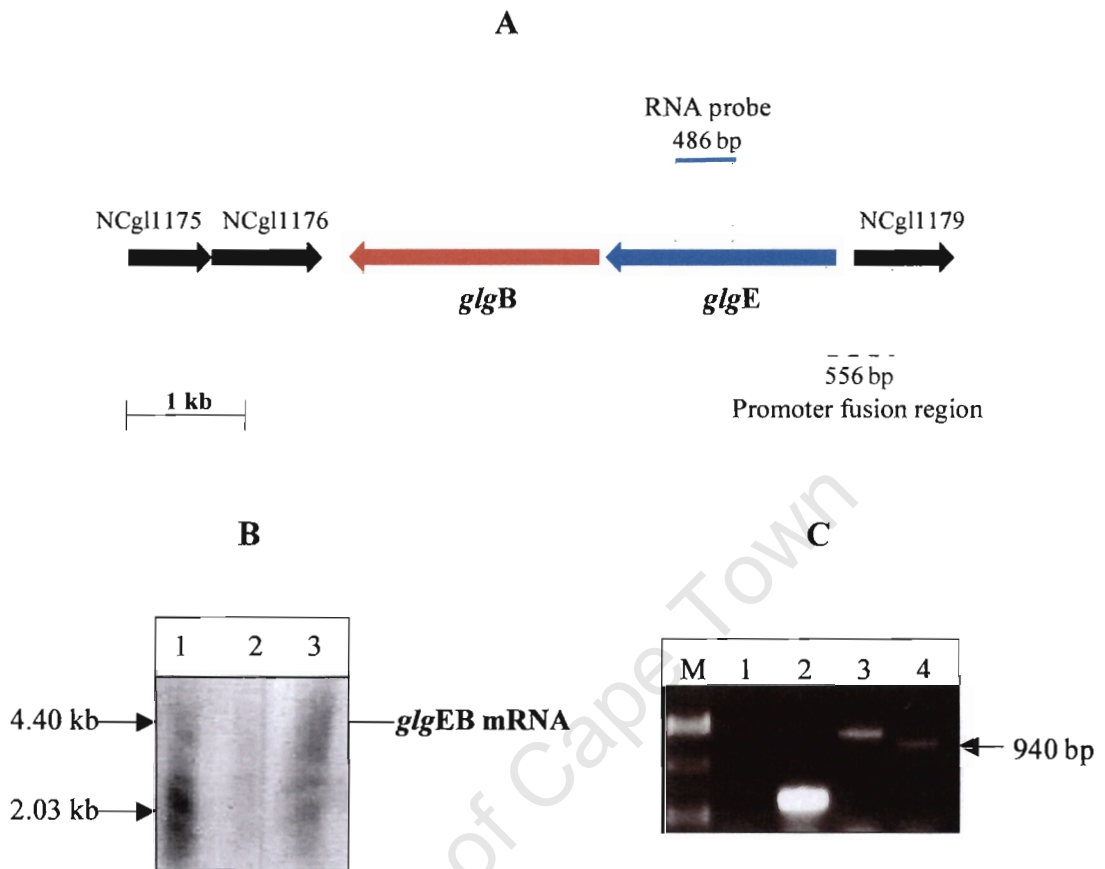 A
RNA probe
486 bp
NCgl1175 NCgl1176 NCgl1179
glgB glgE
556 bp
1 kb
Promoter fusion region
B C
1 2 3
M 1 2 3 4
4.40 kb glgEB mRNA
940 bp
2.03 kb
of Cape Town